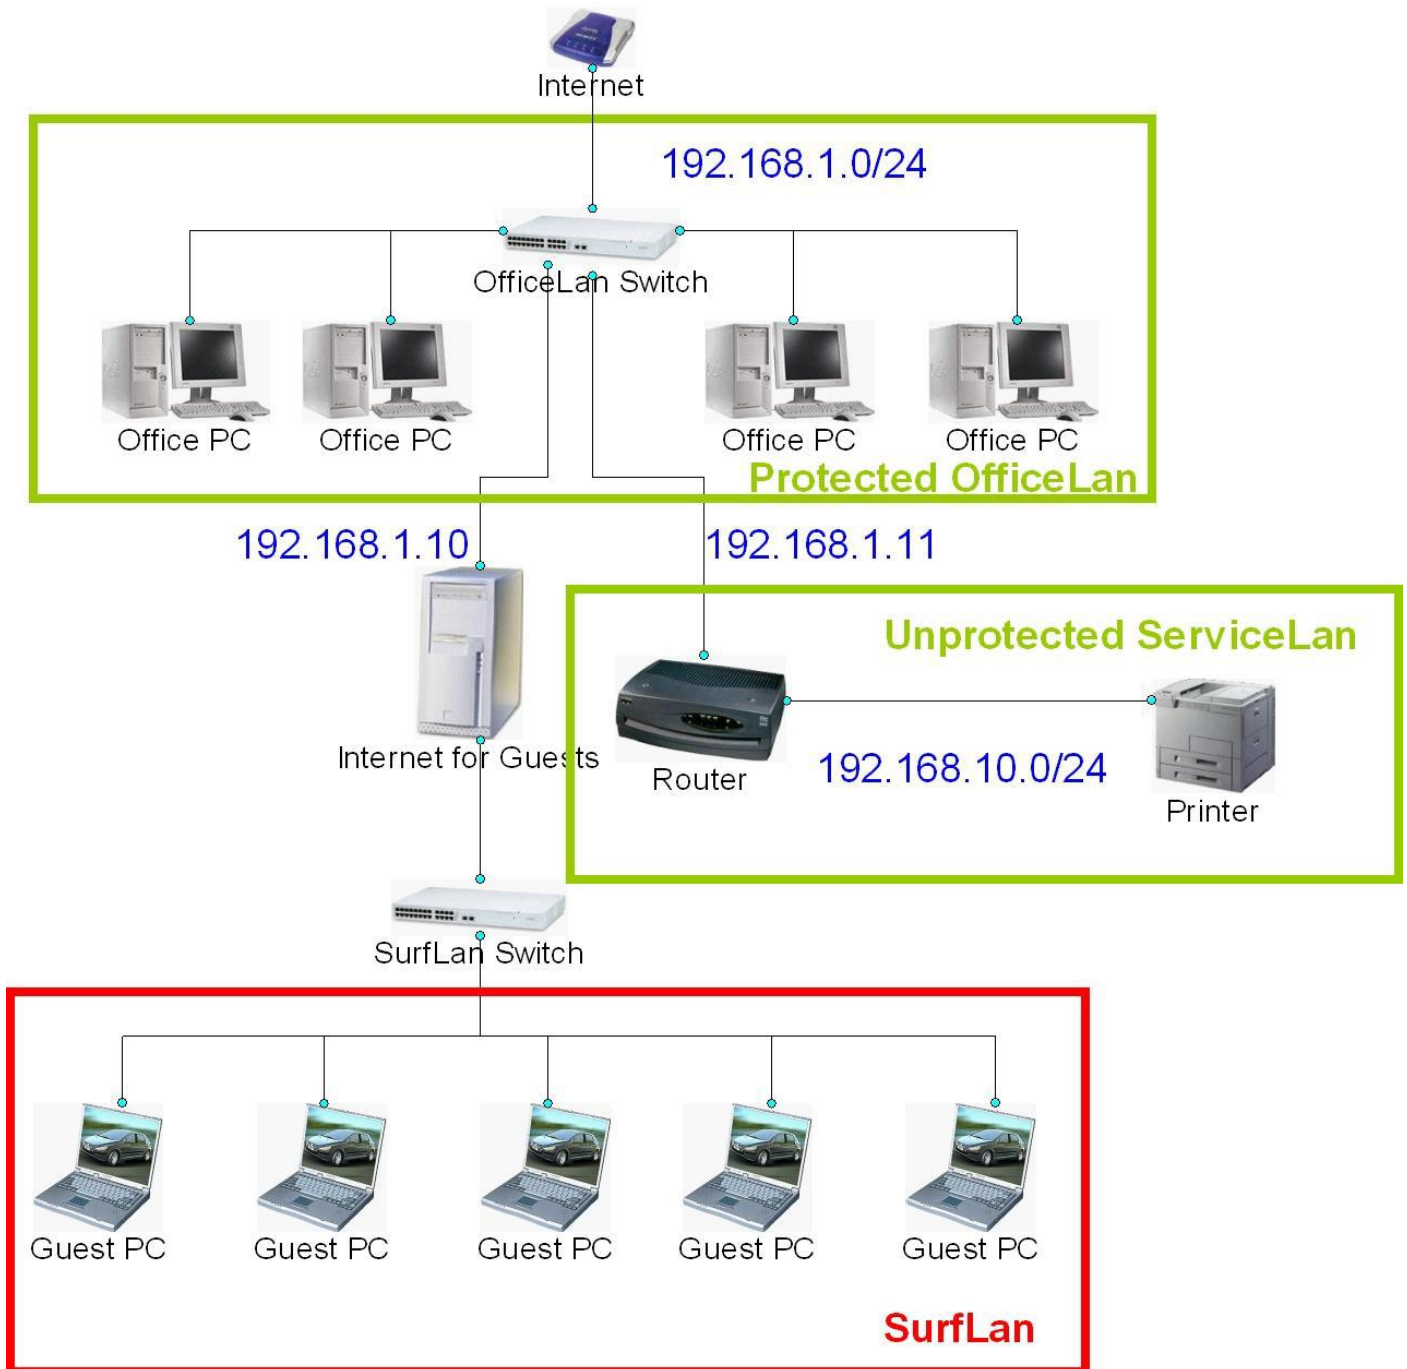 Internet
192.168.1.0/24
OfficeLan Switch
Office PC
Office PC
Office PC
Office PC
Protected OfficeLan
192.168.1.10
192.168.1.11
Unprotected ServiceLan
Internet for Guests
Router
192.168.10.0/24
Printer
SurfLan Switch
Guest PC
Guest PC
Guest PC
Guest PC
Guest PC
SurfLan